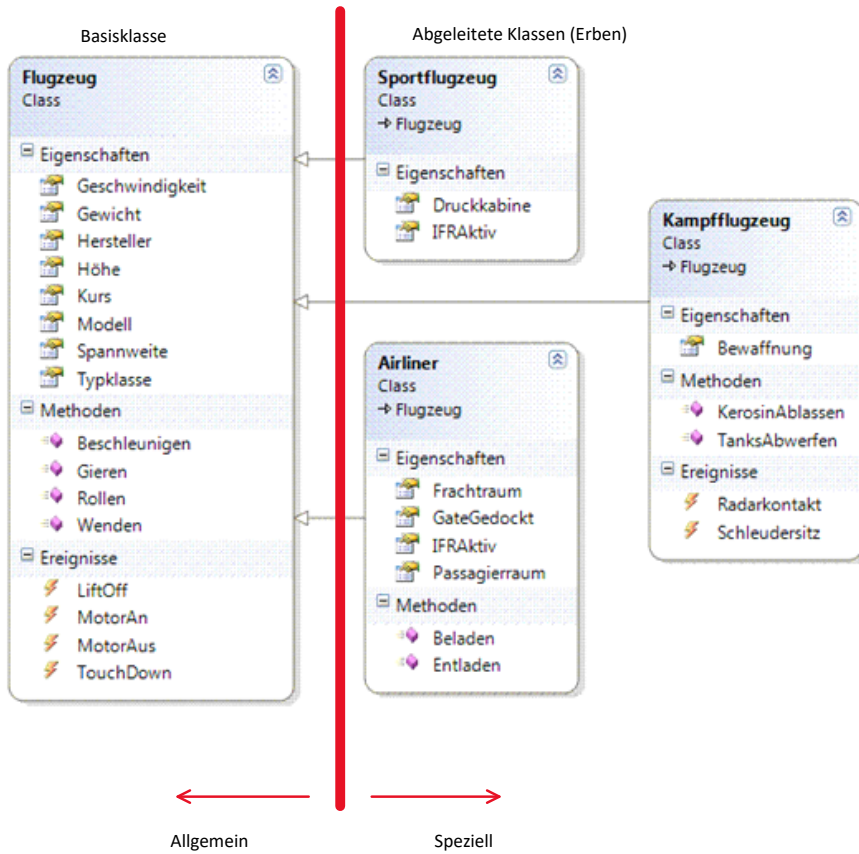 Basisklasse
Abgeleitete Klassen (Erben)
Flugzeug
Class
Eigenschaften
Geschwindigkeit
Gewicht
Hersteller
Höhe
Kurs
Modell
Spannweite
Typklasse
Methoden
Beschleunigen
Gieren
Rollen
Wenden
Ereignisse
LiftOff
MotorAn
MotorAus
TouchDown
Sportflugzeug
Class
Flugzeug
Eigenschaften
Druckkabine
IFRAktiv
Airliner
Class
Flugzeug
Eigenschaften
Frachtraum
GateGedockt
IFRAktiv
Passagierraum
Methoden
Beladen
Entladen
Kampfflugzeug
Class
Flugzeug
Eigenschaften
Bewaffnung
Methoden
KerosinAblassen
TanksAbwerfen
Ereignisse
Radarkontakt
Schleudersitz
Allgemein
Speziell